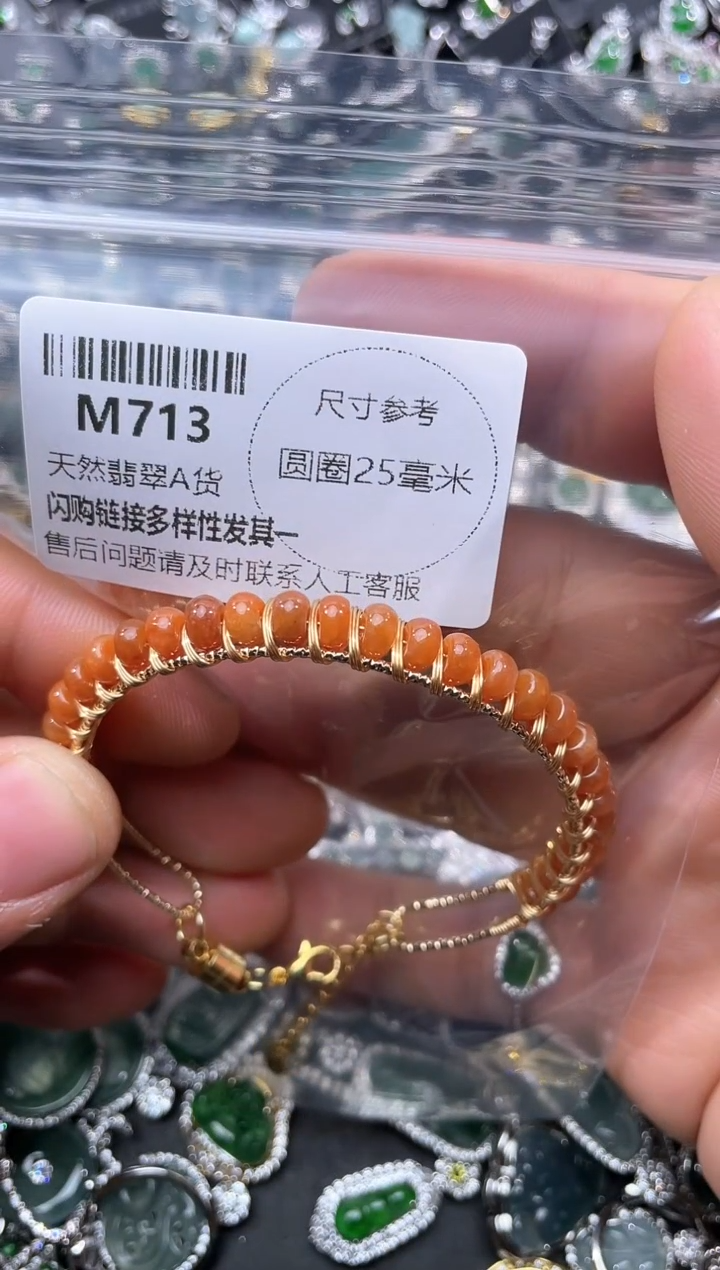 M713
天然翡翠A货
闪购链接多样性发其一
售后问题请及时联系人工客服
尺寸参考
圆圈25毫米